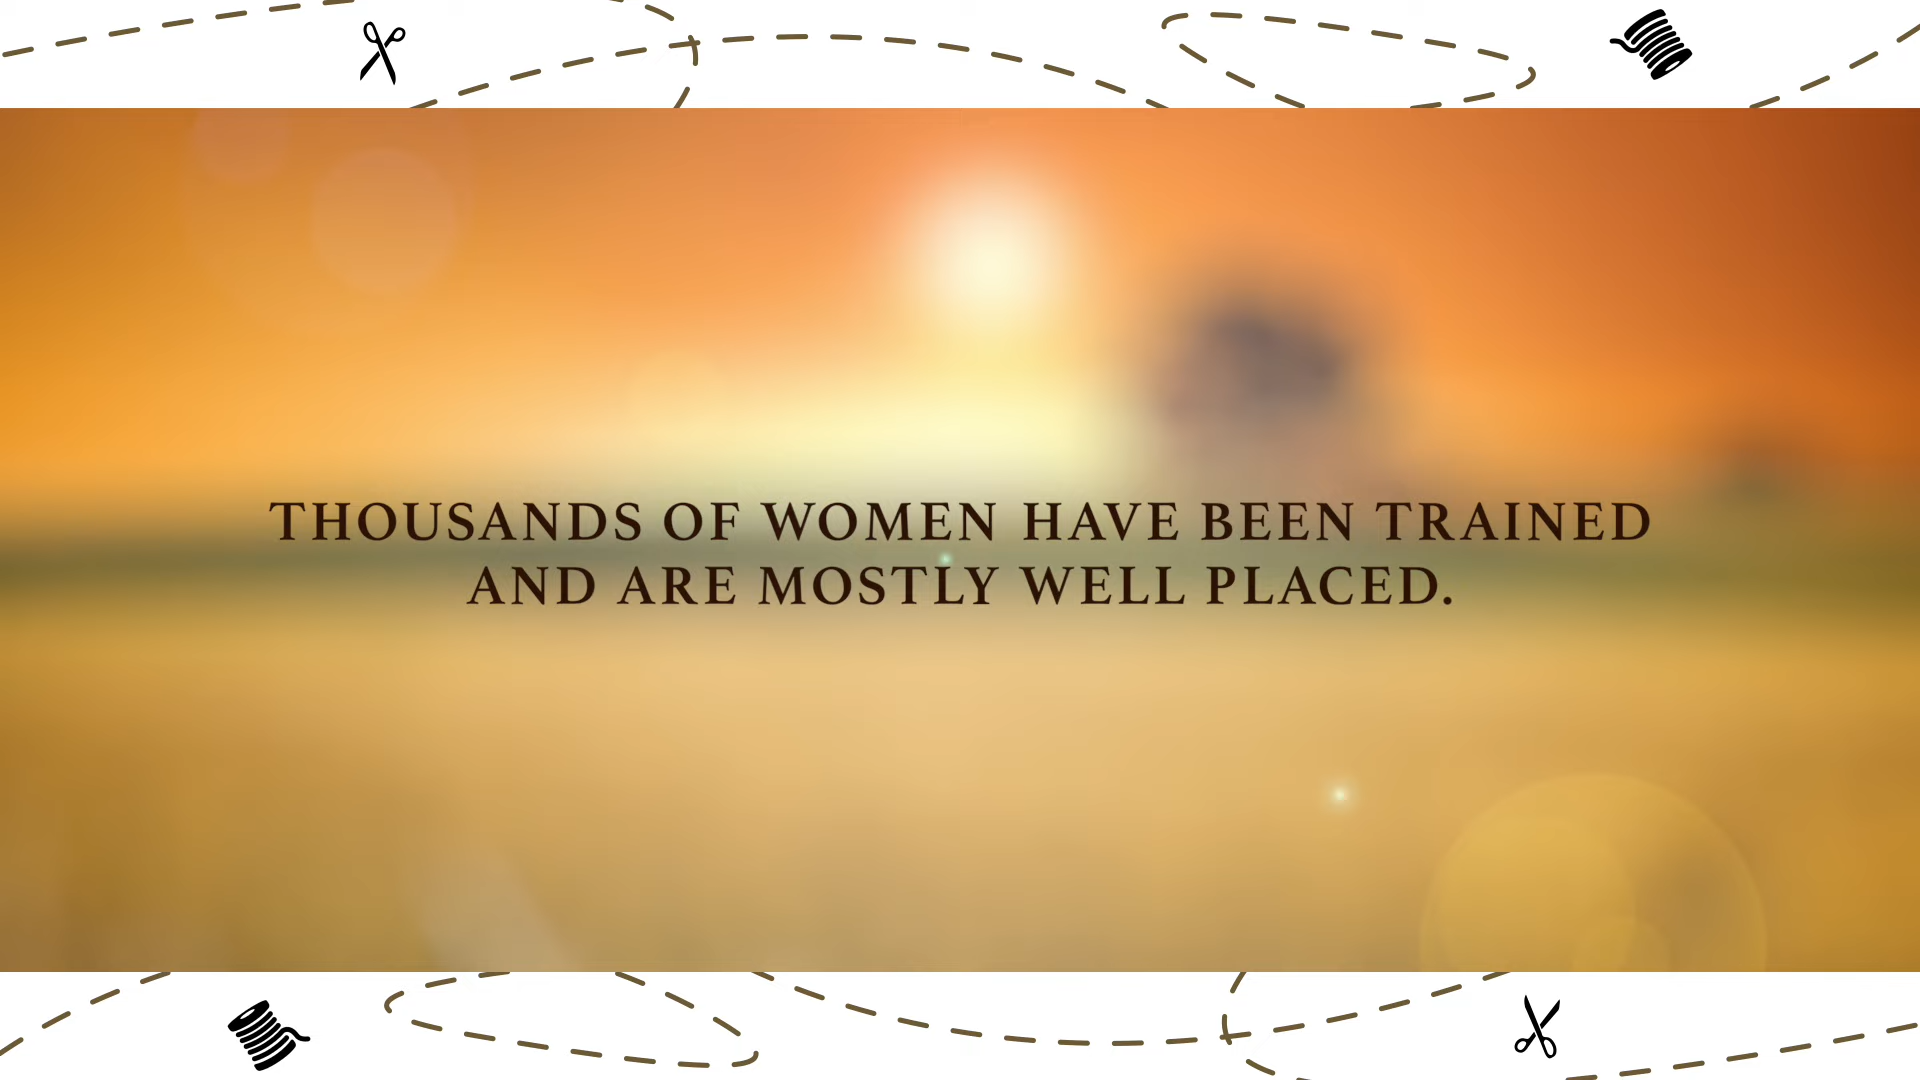 THOUSANDS OF WOMEN HAVE BEEN TRAINED
AND ARE MOSTLY WELL PLACED.